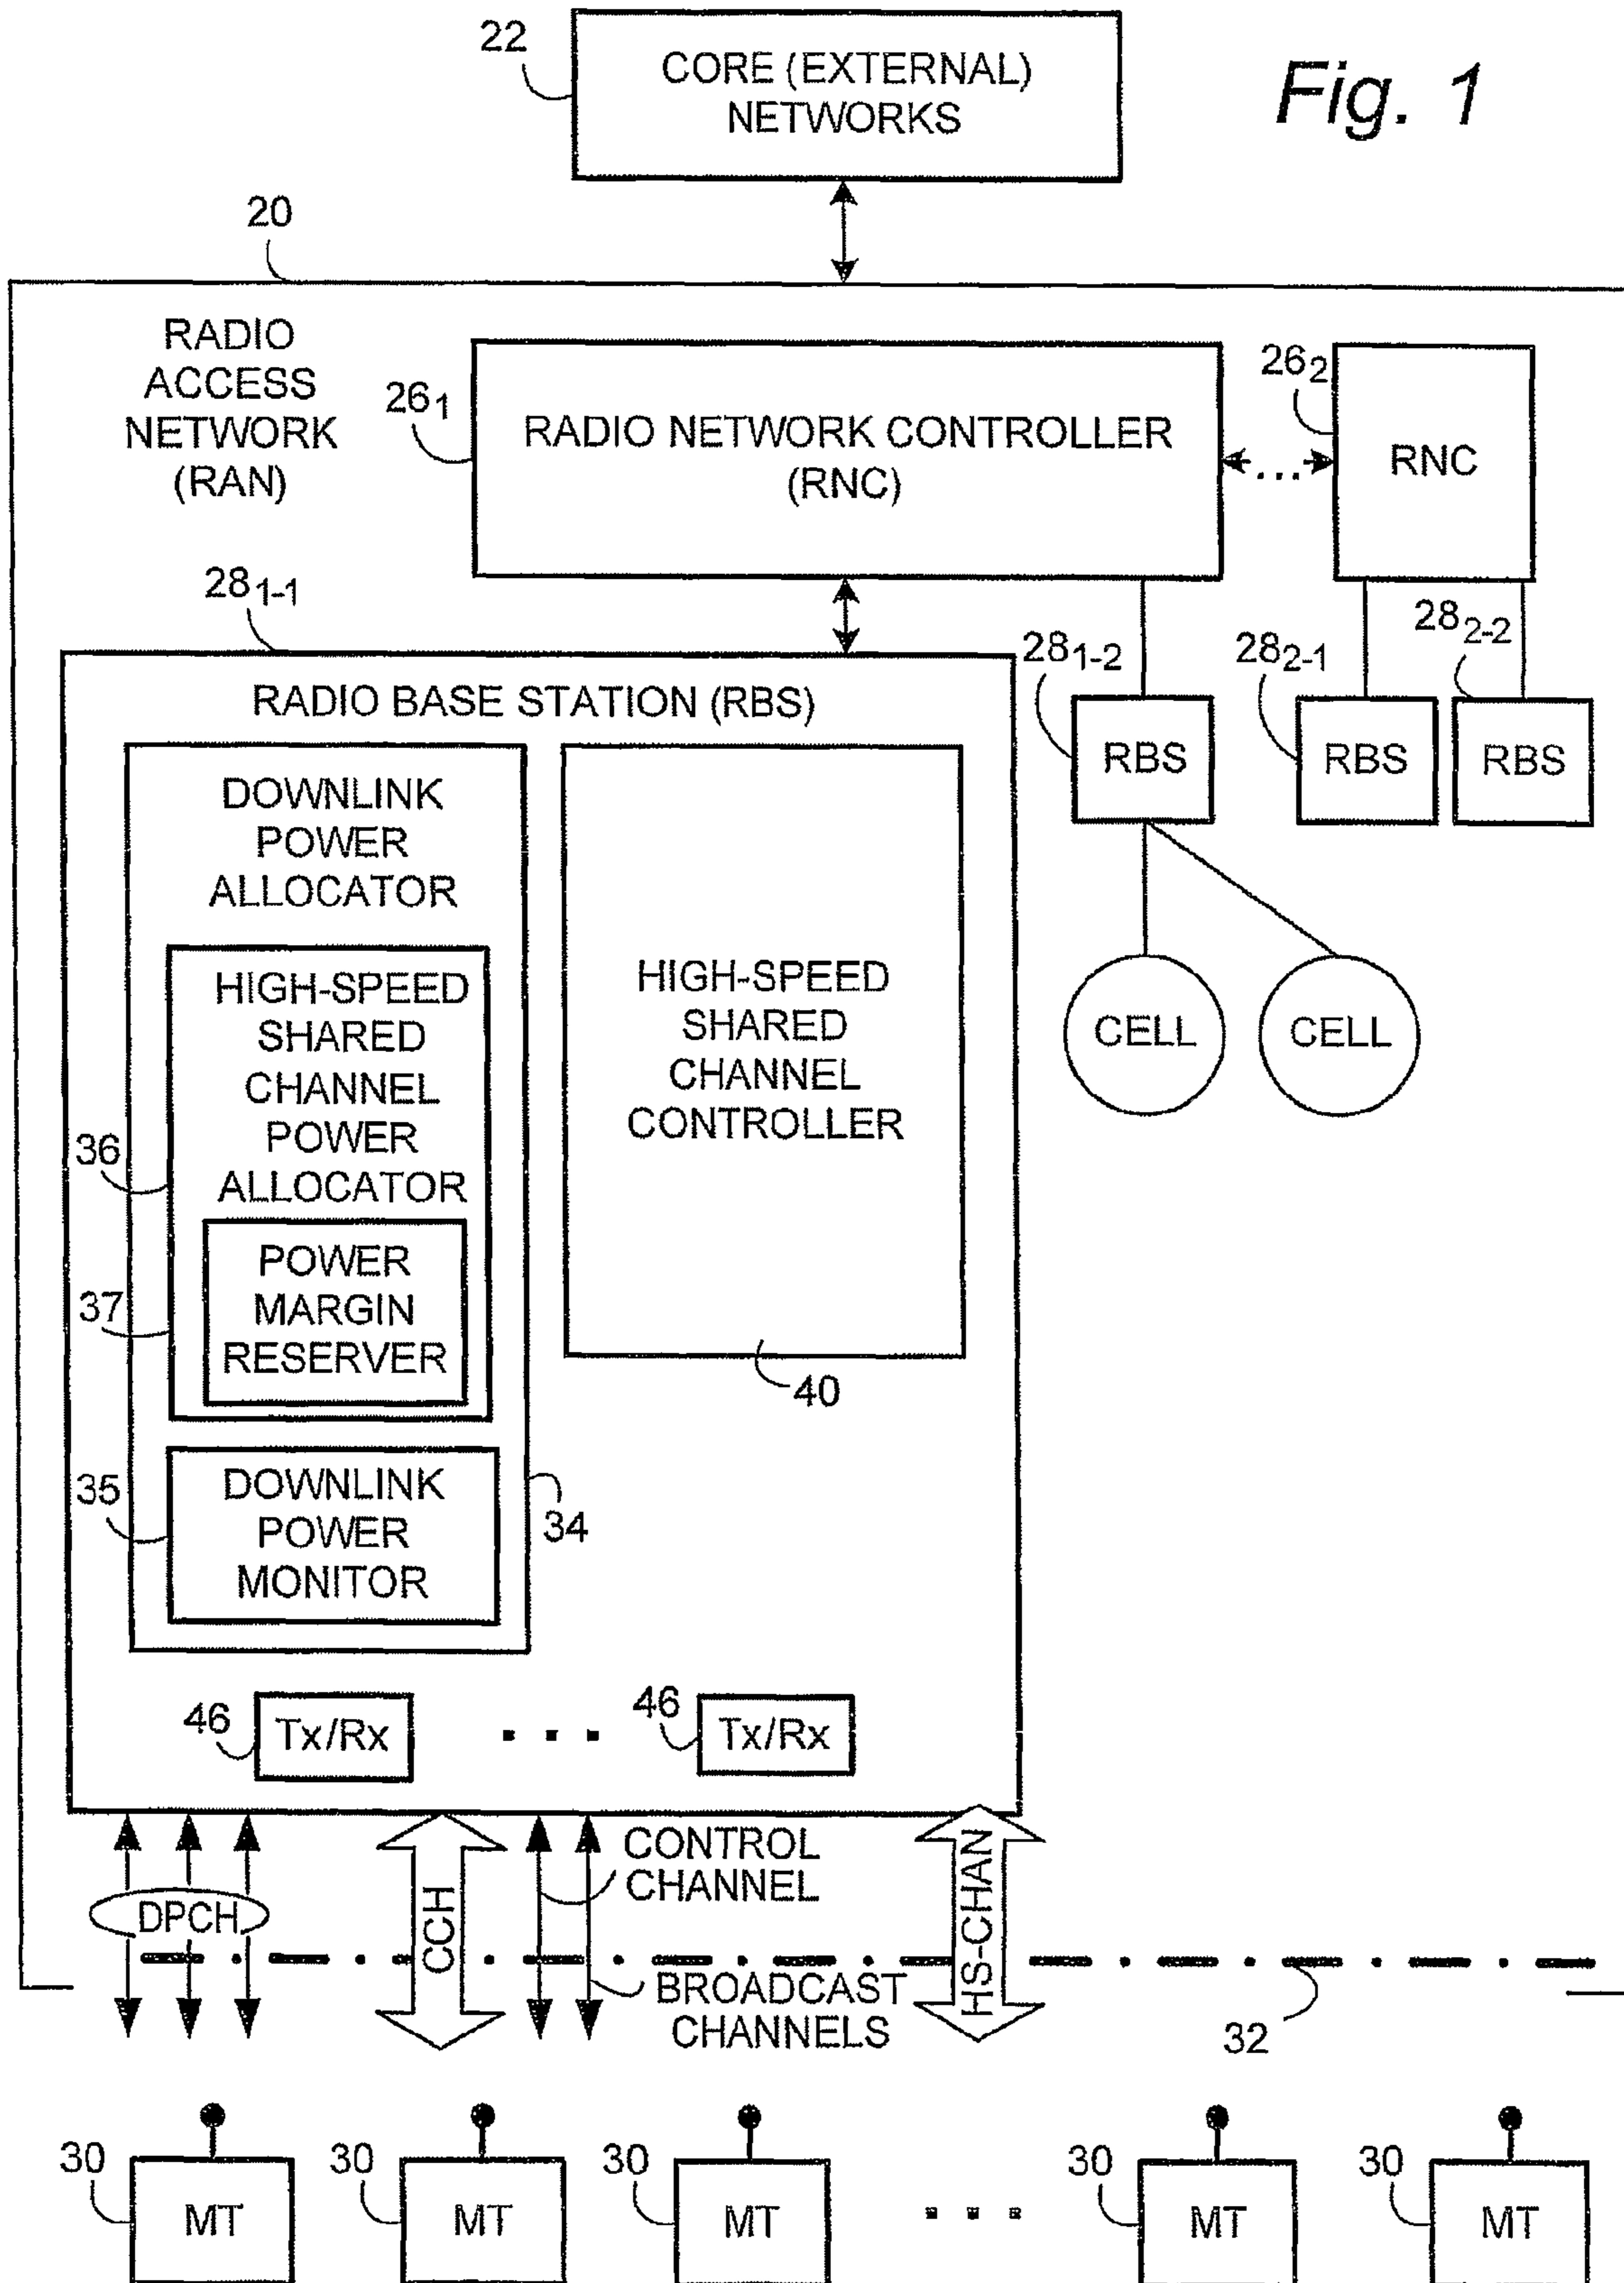 22
CORE (EXTERNAL)
NETWORKS
Fig. 1
20
RADIO
ACCESS
NETWORK
(RAN)
26₁
RADIO NETWORK CONTROLLER
(RNC)
...
26₂
RNC
28₁₋₁
RADIO BASE STATION (RBS)
28₁₋₂
RBS
28₂₋₁
RBS
28₂₋₂
RBS
CELL
CELL
DOWNLINK
POWER
ALLOCATOR
36
HIGH-SPEED
SHARED
CHANNEL
POWER
ALLOCATOR
37
POWER
MARGIN
RESERVER
35
DOWNLINK
POWER
MONITOR
34
HIGH-SPEED
SHARED
CHANNEL
CONTROLLER
40
46
Tx/Rx
. . .
46
Tx/Rx
DPCH
CCH
CONTROL
CHANNEL
BROADCAST
CHANNELS
HS-CHAN
32
30
MT
30
MT
30
MT
. . .
30
MT
30
MT